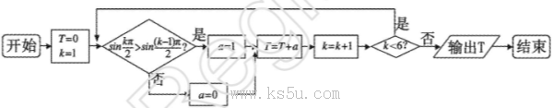 是
开始
T=0
k=1
sin kπ/2 > sin (k-1)π/2 ?
是
a=1
T=T+a
k=k+1
k<6?
否
输出T
结束
否
a=0
www.ks5u.com